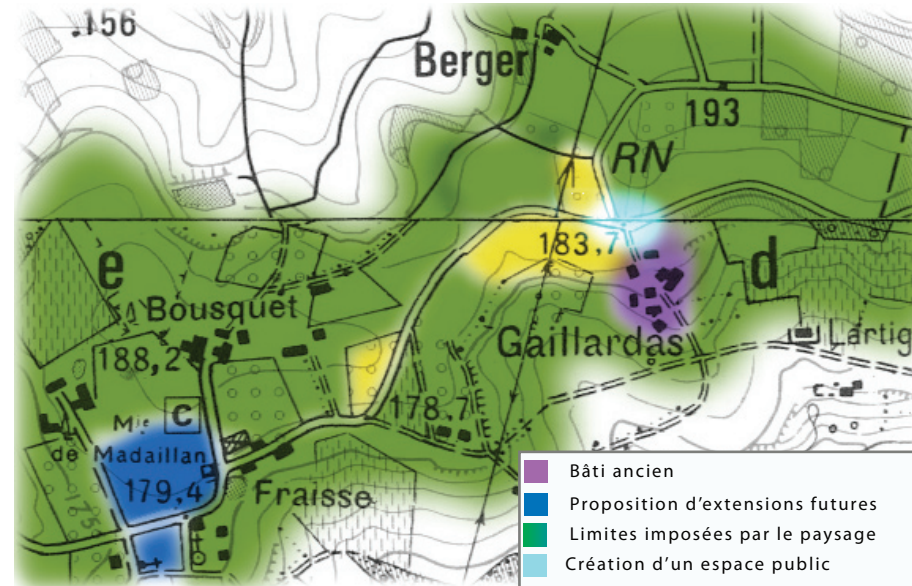 .156
Berger
193
RN
183,7
e
d
Bousquet
Gaillardas
Lartig
188,2
178,7
Mie
c
de Madaillan
179,4
Fraisse
Bâti ancien
Proposition d'extensions futures
Limites imposées par le paysage
Création d'un espace public